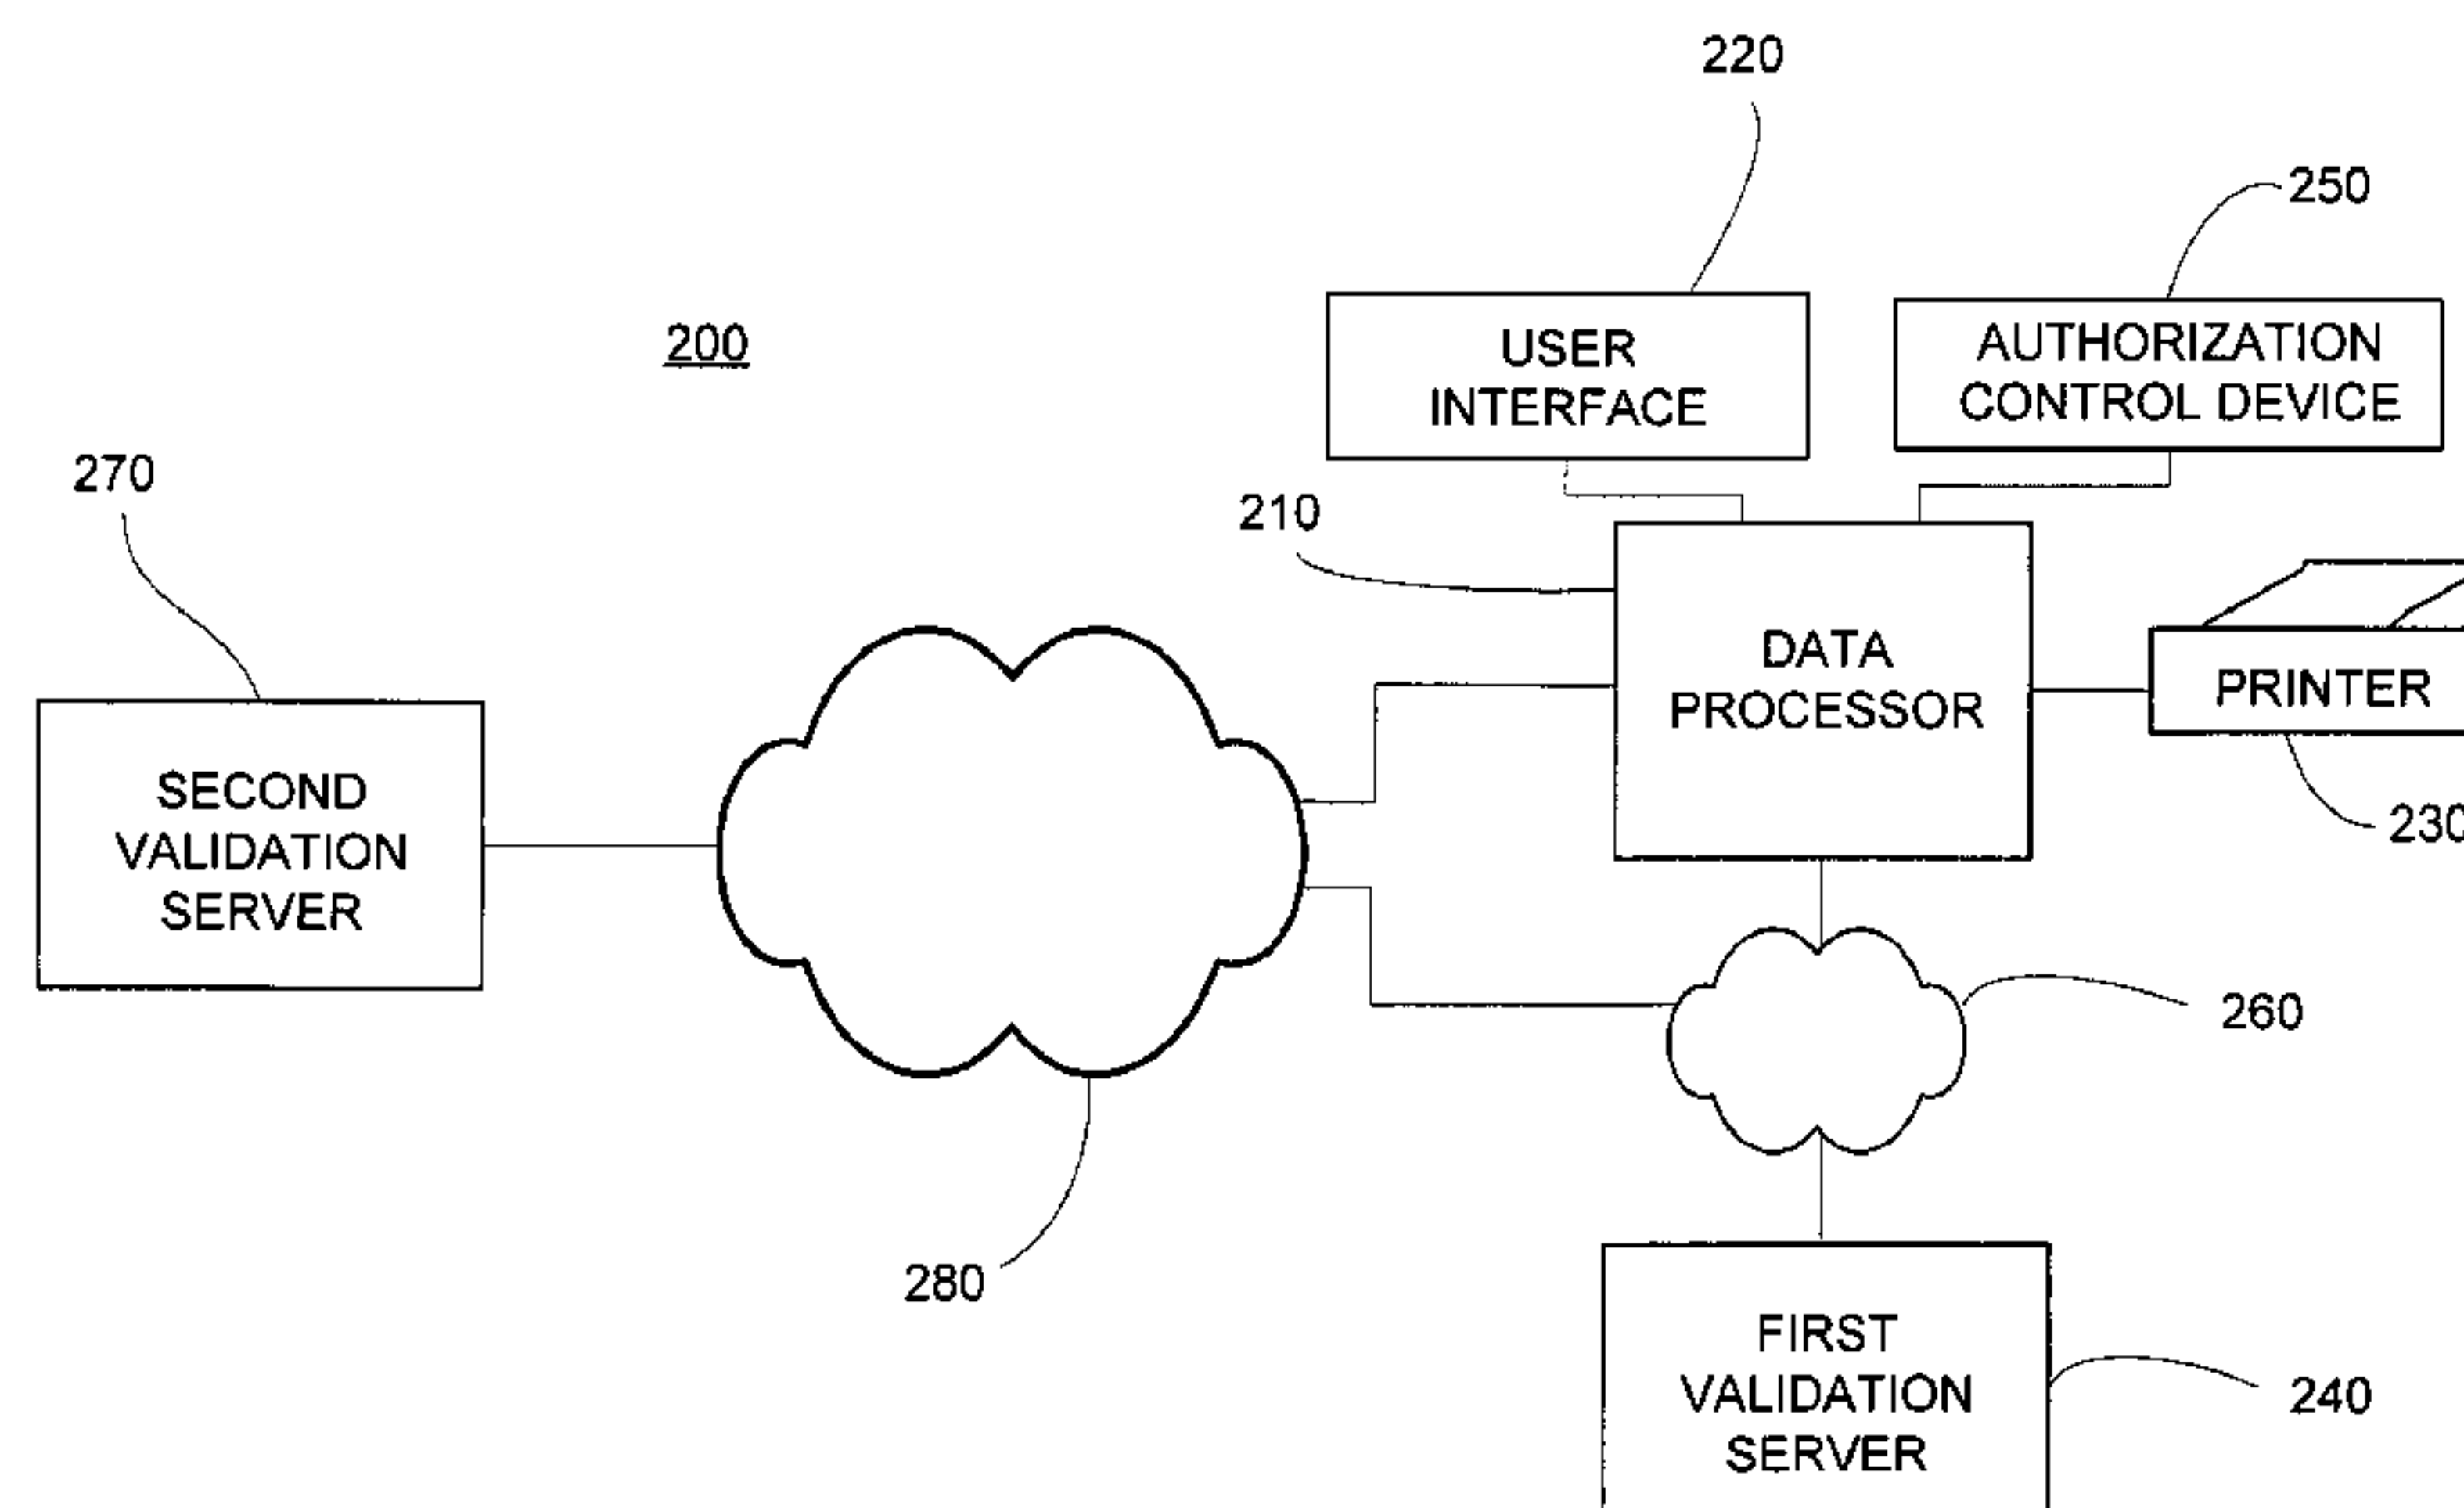 220
250
200
USER
INTERFACE
AUTHORIZATION
CONTROL DEVICE
270
210
DATA
PROCESSOR
PRINTER
SECOND
VALIDATION
SERVER
230
260
280
FIRST
VALIDATION
SERVER
240